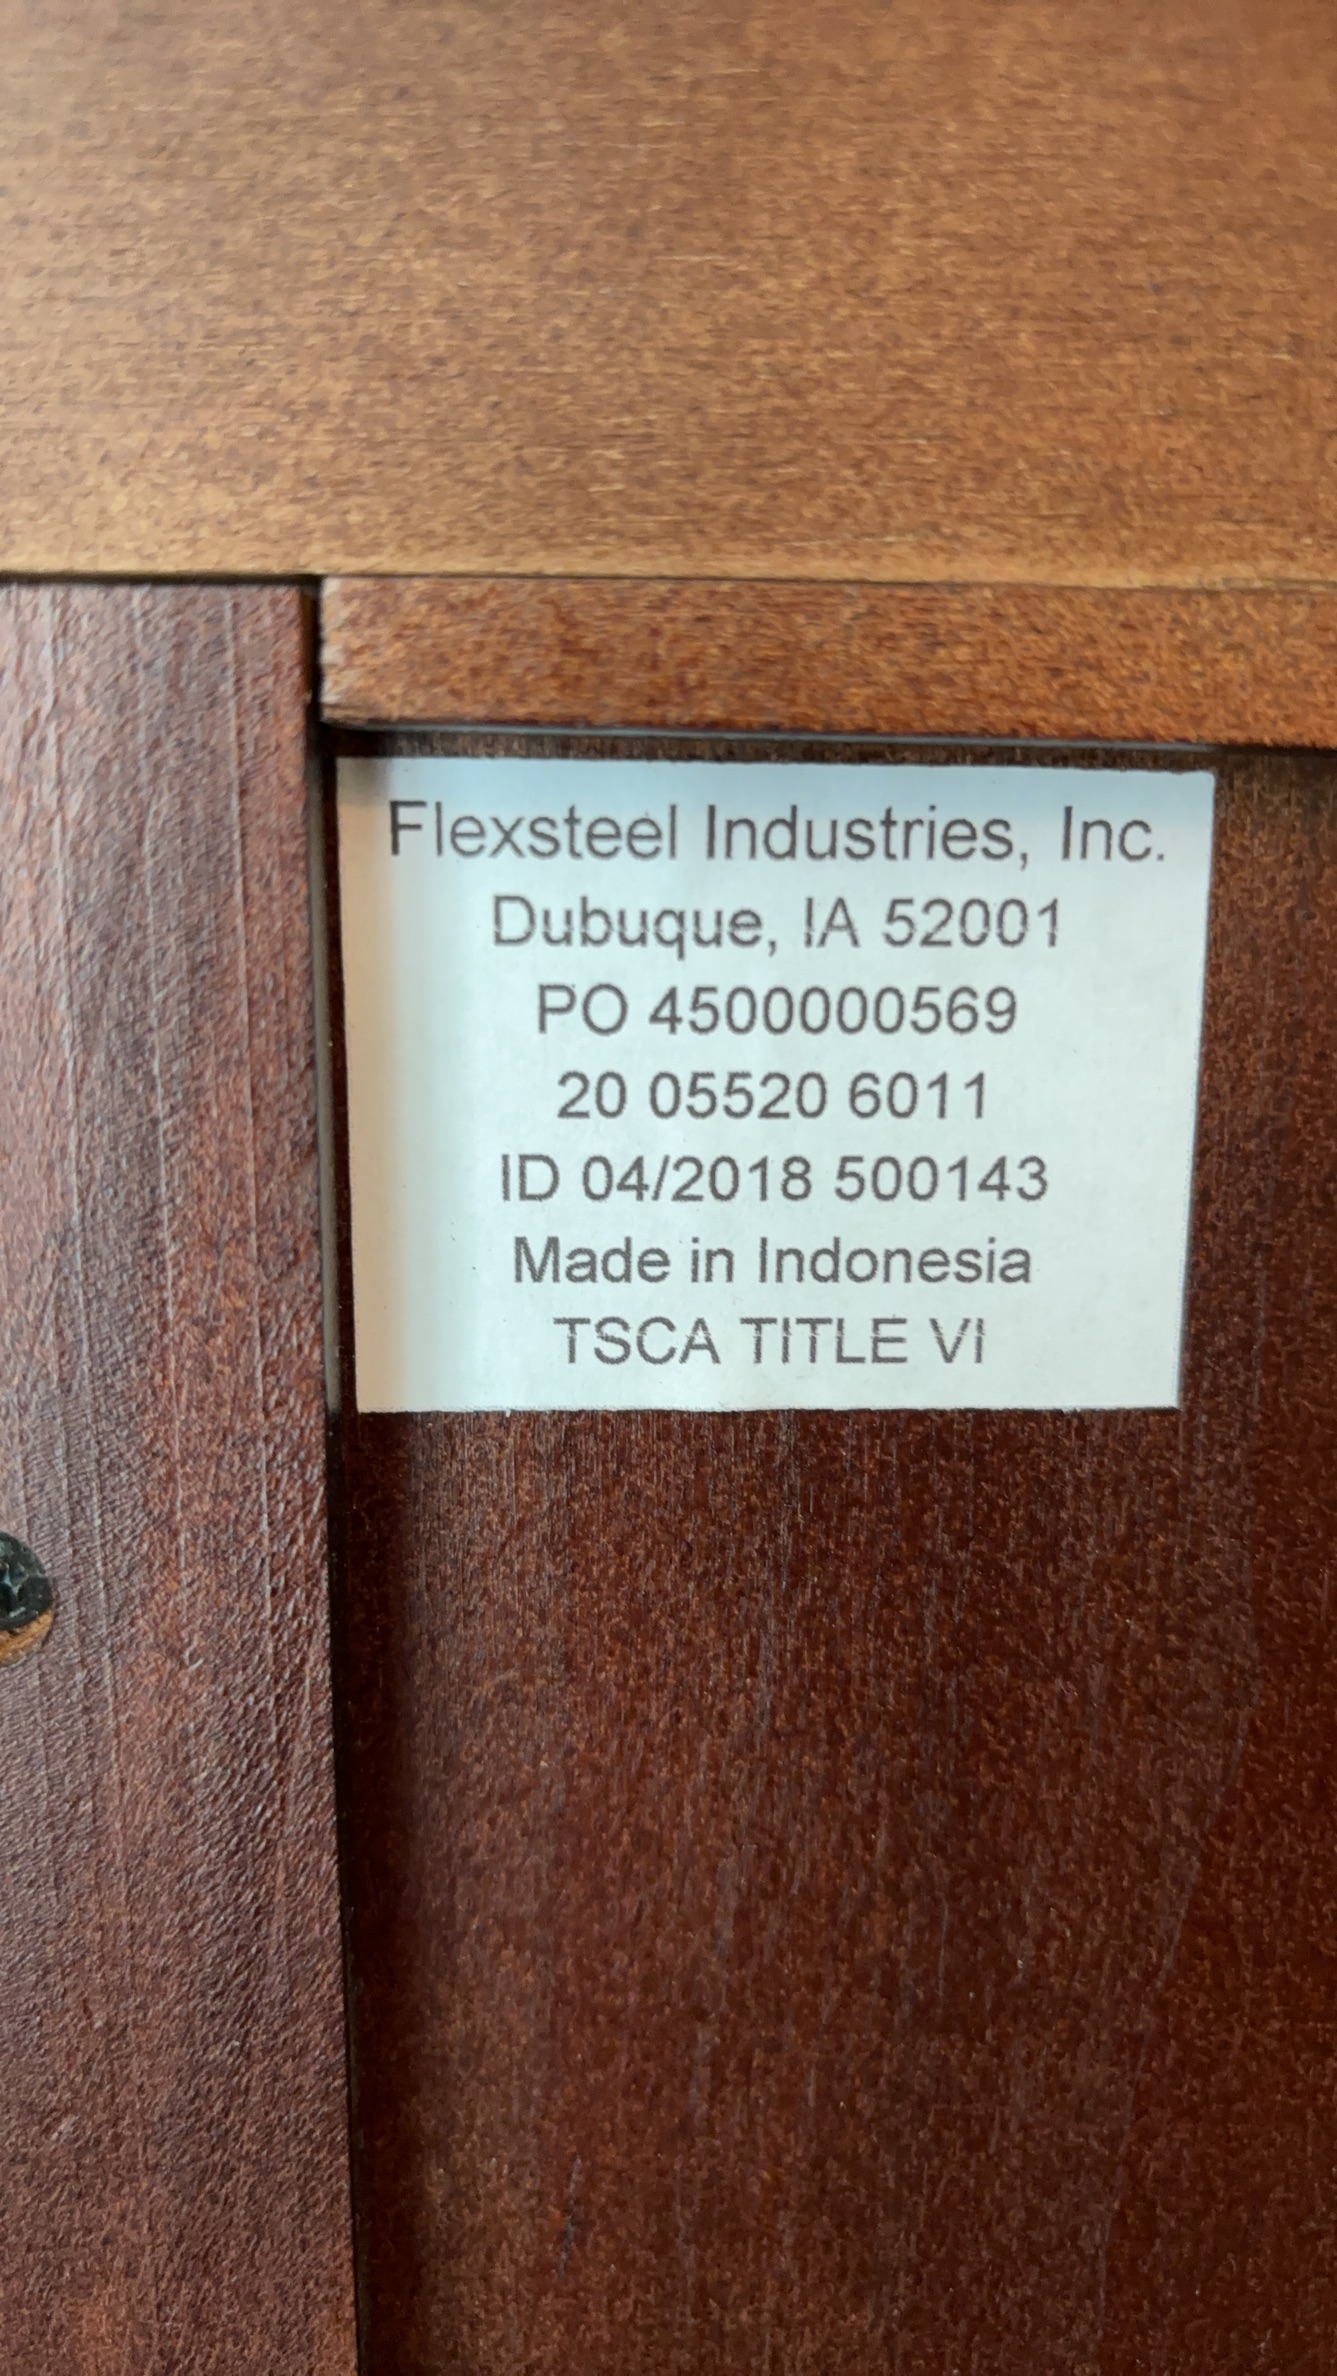 Flexsteel Industries, Inc.
Dubuque, IA 52001
PO 4500000569
20 05520 6011
ID 04/2018 500143
Made in Indonesia
TSCA TITLE VI